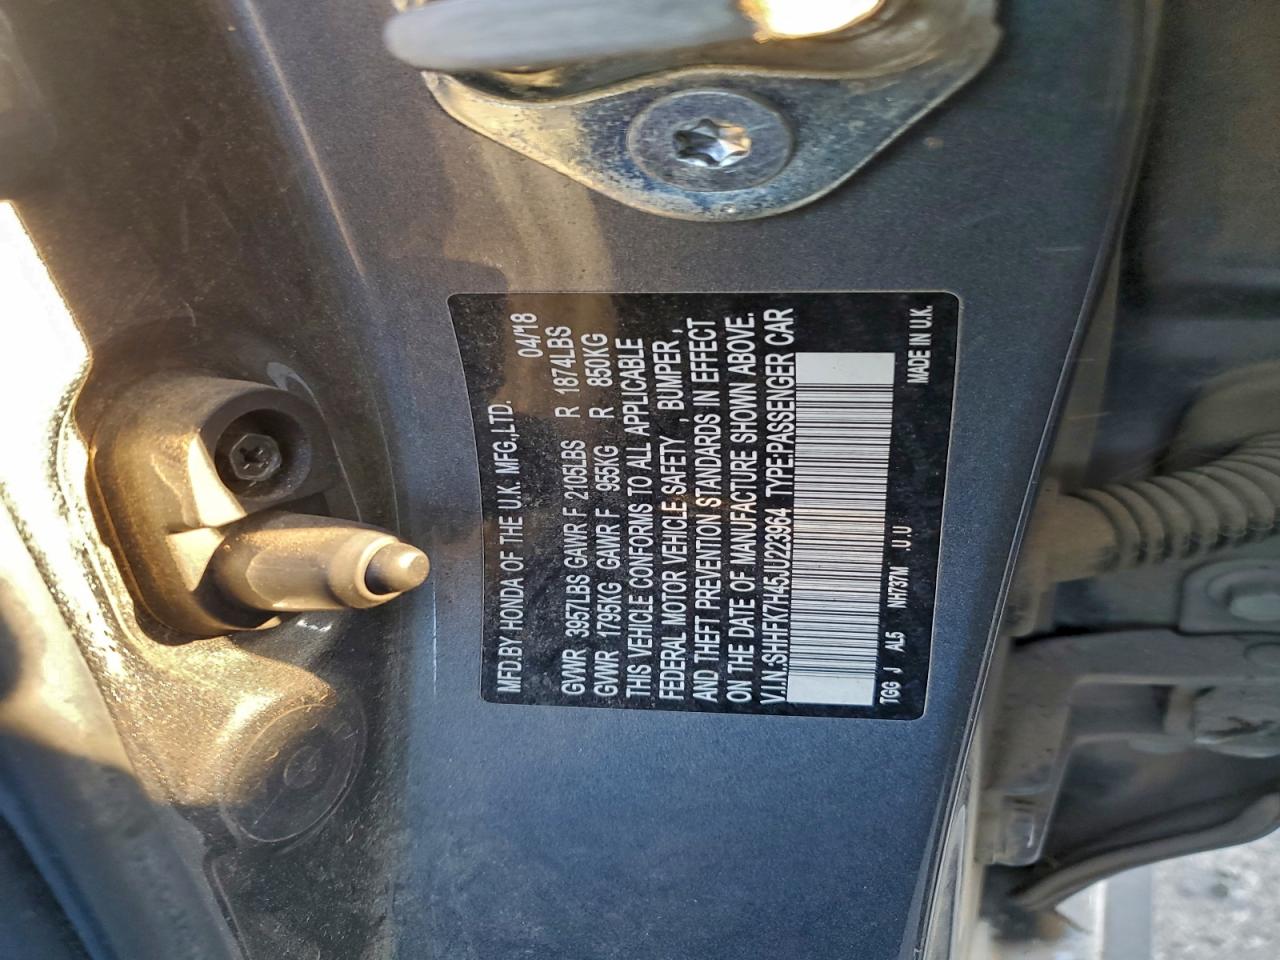 MFD.BY HONDA OF THE U.K. MFG.,LTD. 04/18
GVWR 3957LBS GAWR F 2105LBS R 1874LBS
GVWR 1795KG GAWR F 955KG R 850KG
THIS VEHICLE CONFORMS TO ALL APPLICABLE
FEDERAL MOTOR VEHICLE SAFETY , BUMPER ,
AND THEFT PREVENTION STANDARDS IN EFFECT
ON THE DATE OF MANUFACTURE SHOWN ABOVE.
V.I.N.:SHHFK7H45JU223964 TYPE:PASSENGER CAR
TGG J AL5 NH737M
MADE IN U.K.